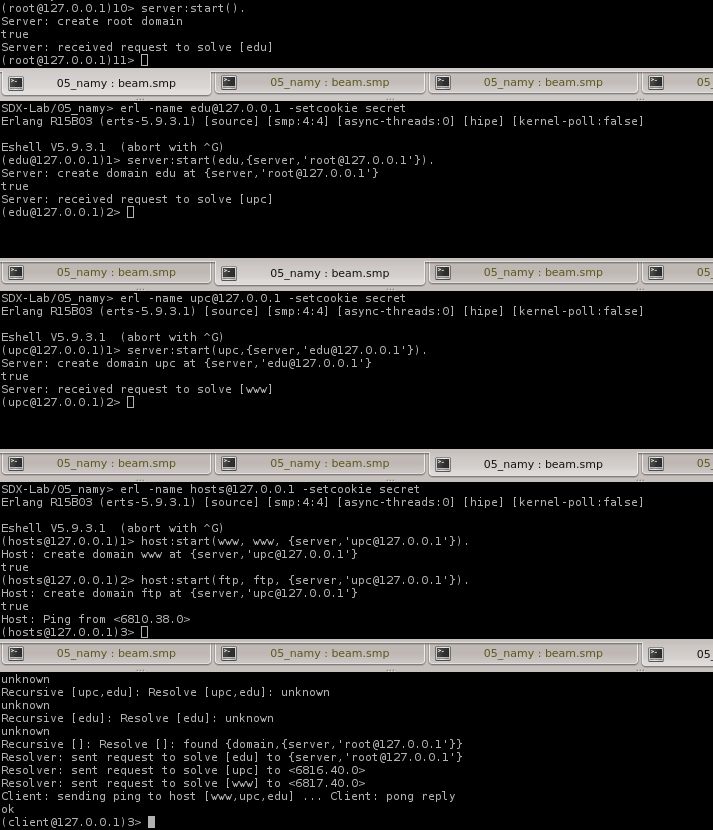 (root@127.0.0.1)10> server:start().
Server: create root domain
true
Server: received request to solve [edu]
(root@127.0.0.1)11>
05_namy : beam.smp 05_namy : beam.smp 05_namy : beam.smp 05_
SDX-Lab/05_namy> erl -name edu@127.0.0.1 -setcookie secret
Erlang R15B03 (erts-5.9.3.1) [source] [smp:4:4] [async-threads:0] [hipe] [kernel-poll:false]
Eshell V5.9.3.1  (abort with ^G)
(edu@127.0.0.1)1> server:start(edu,{server,'root@127.0.0.1'}).
Server: create domain edu at {server,'root@127.0.0.1'}
true
Server: received request to solve [upc]
(edu@127.0.0.1)2>
05_namy : beam.smp 05_namy : beam.smp 05_namy : beam.smp 05_
SDX-Lab/05_namy> erl -name upc@127.0.0.1 -setcookie secret
Erlang R15B03 (erts-5.9.3.1) [source] [smp:4:4] [async-threads:0] [hipe] [kernel-poll:false]
Eshell V5.9.3.1  (abort with ^G)
(upc@127.0.0.1)1> server:start(upc,{server,'edu@127.0.0.1'}).
Server: create domain upc at {server,'edu@127.0.0.1'}
true
Server: received request to solve [www]
(upc@127.0.0.1)2>
05_namy : beam.smp 05_namy : beam.smp 05_namy : beam.smp 05_
SDX-Lab/05_namy> erl -name hosts@127.0.0.1 -setcookie secret
Erlang R15B03 (erts-5.9.3.1) [source] [smp:4:4] [async-threads:0] [hipe] [kernel-poll:false]
Eshell V5.9.3.1  (abort with ^G)
(hosts@127.0.0.1)1> host:start(www, www, {server,'upc@127.0.0.1'}).
Host: create domain www at {server,'upc@127.0.0.1'}
true
(hosts@127.0.0.1)2> host:start(ftp, ftp, {server,'upc@127.0.0.1'}).
Host: create domain ftp at {server,'upc@127.0.0.1'}
true
Host: Ping from <6810.38.0>
(hosts@127.0.0.1)3>
05_namy : beam.smp 05_namy : beam.smp 05_namy : beam.smp 05_
unknown
Recursive [upc,edu]: Resolve [upc,edu]: unknown
unknown
Recursive [edu]: Resolve [edu]: unknown
unknown
Recursive []: Resolve []: found {domain,{server,'root@127.0.0.1'}}
Resolver: sent request to solve [edu] to {server,'root@127.0.0.1'}
Resolver: sent request to solve [upc] to <6816.40.0>
Resolver: sent request to solve [www] to <6817.40.0>
Client: sending ping to host [www,upc,edu] ... Client: pong reply
ok
(client@127.0.0.1)3>